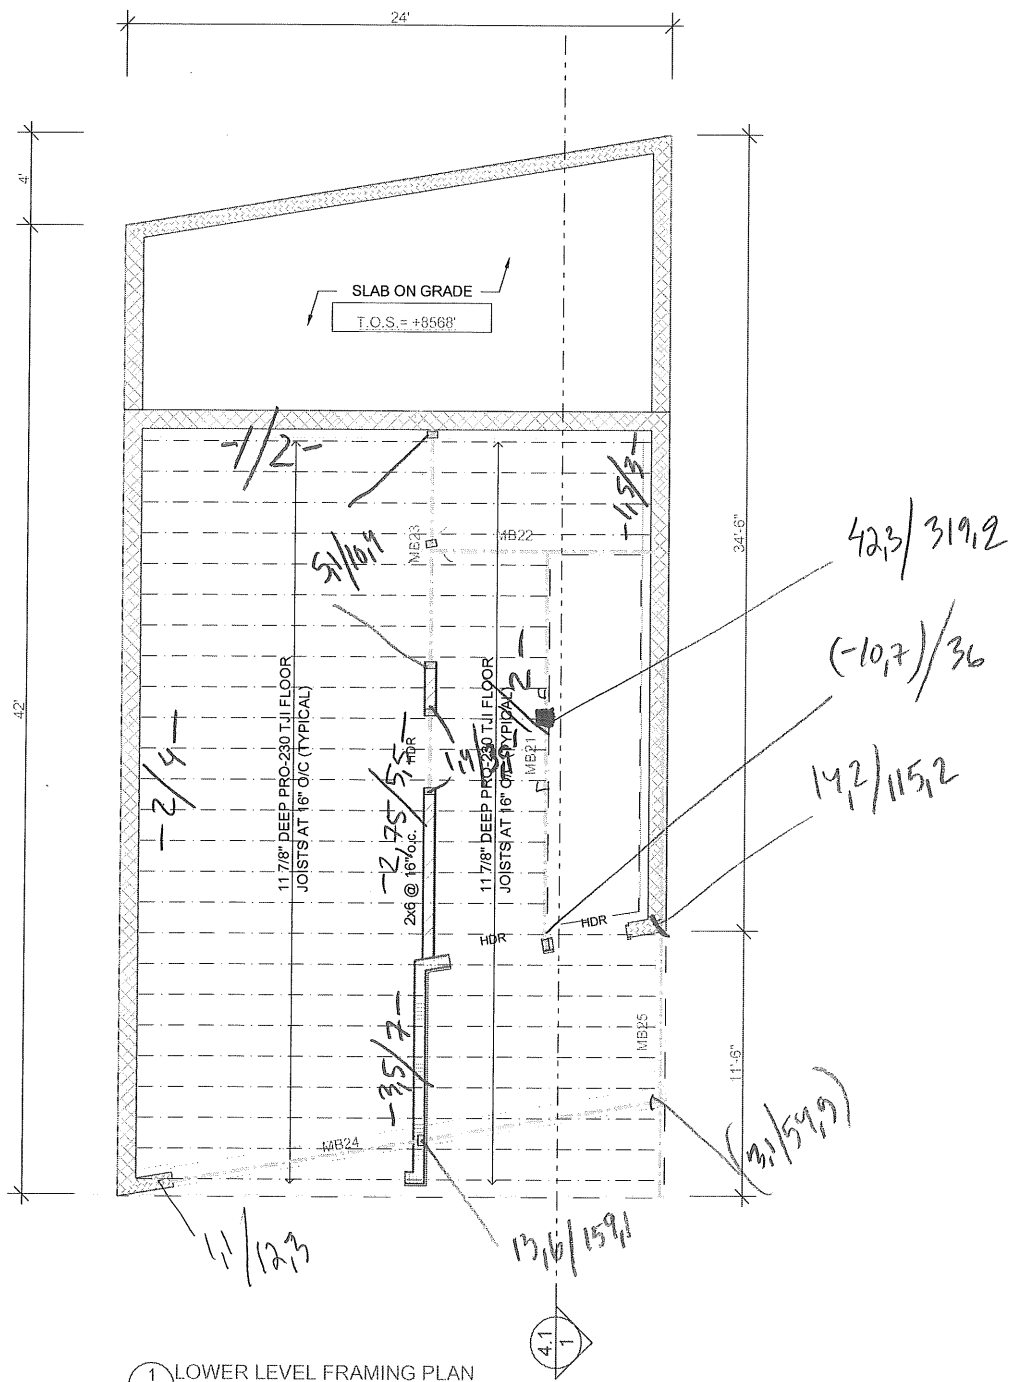 24'
4'
SLAB ON GRADE
T.O.S.= +8568'
-1/2-
-1,5/3-
34'-6"
42,3/319,2
MB23
MB22
5,1/10,9
(-10,7)/36
42'
-2/4-
11 7/8" DEEP PRO-230 TJI FLOOR
JOISTS AT 16" O/C (TYPICAL)
-2,75/5,5-
HDR
2x6 @ 16"o.c.
11 7/8" DEEP PRO-230 TJI FLOOR
JOISTS AT 16" O/C (TYPICAL)
MB21
14,2/115,2
HDR
HDR
-3,5/7-
MB25
11'-6"
MB24
1,1/12,3
13,6/159,1
4.1
1
1 LOWER LEVEL FRAMING PLAN